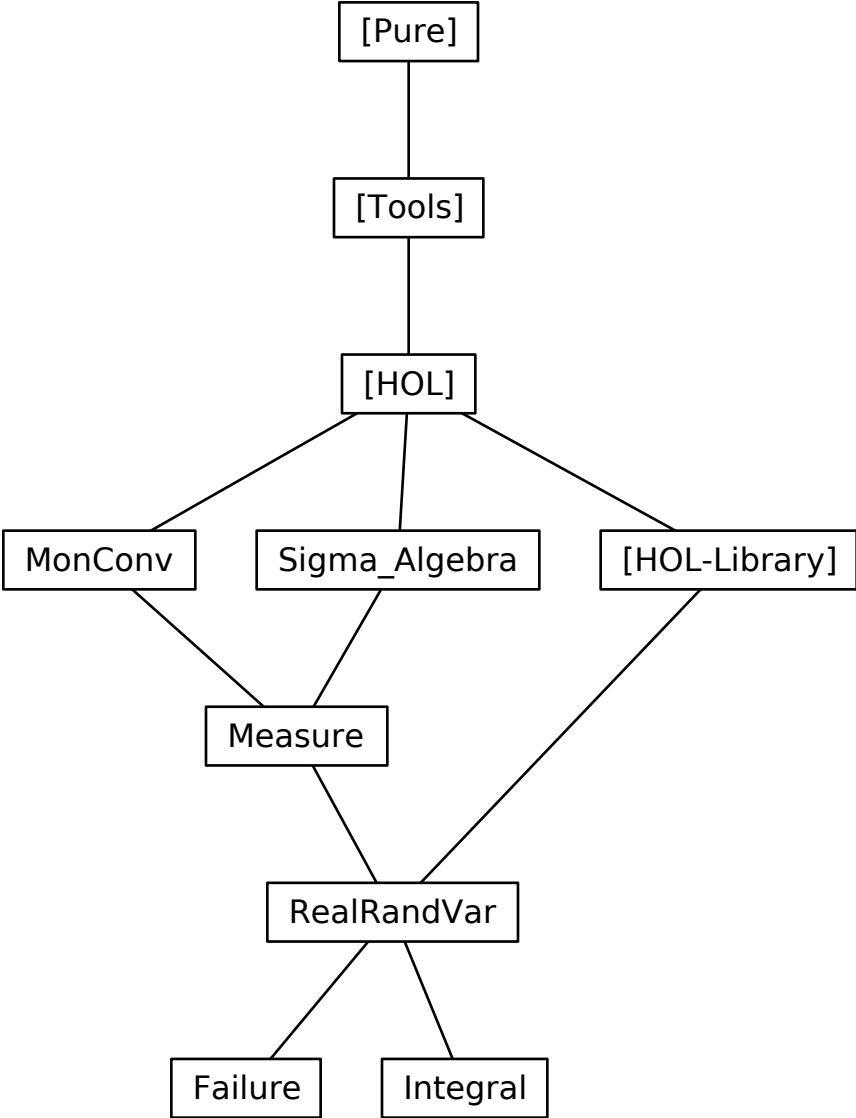 [Pure]
[Tools]
[HOL]
MonConv
Sigma_Algebra
[HOL-Library]
Measure
RealRandVar
Failure
Integral